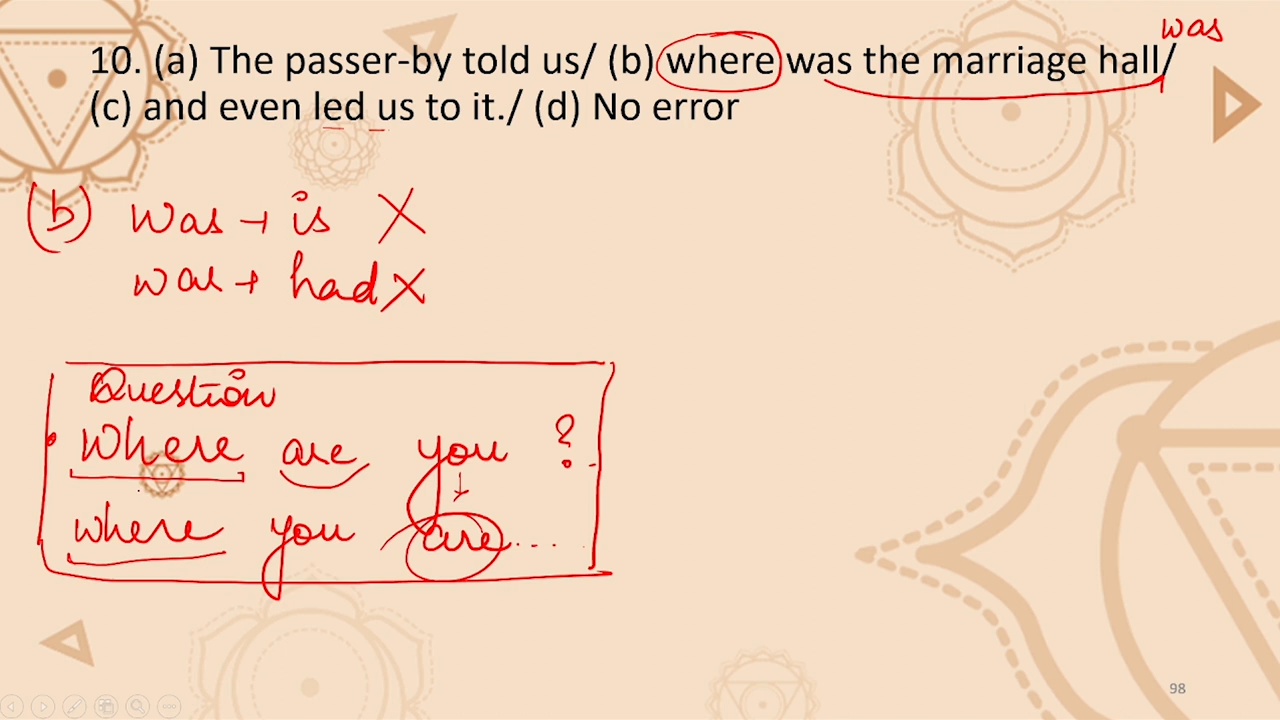 was
10. (a) The passer-by told us/ (b) where was the marriage hall/
(c) and even led us to it./ (d) No error
(b) was → is X
was → had X
Question
Where are you ?
where you are...
98